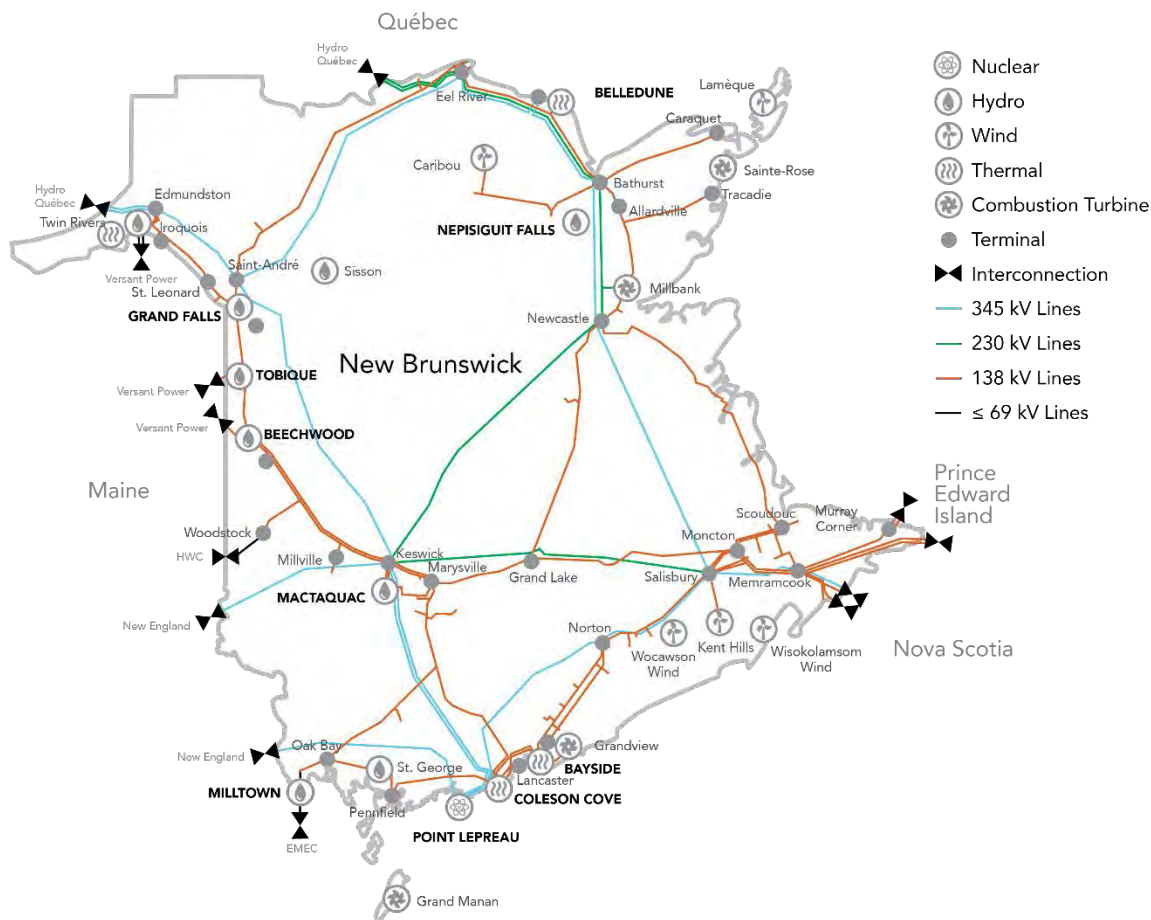 Québec
Hydro
Québec
Eel River
BELLEDUNE
Lamèque
Caraquet
Caribou
Sainte-Rose
Bathurst
Tracadie
Allardville
NEPISIGUIT FALLS
Hydro
Québec
Edmundston
Twin Rivers
Iroquois
Versant Power
Saint-André
St. Leonard
Sisson
GRAND FALLS
Millbank
Newcastle
New Brunswick
TOBIQUE
Versant Power
Versant Power
BEECHWOOD
Maine
Woodstock
HWC
Millville
Keswick
Marysville
MACTAQUAC
Grand Lake
Scoudouc
Murray
Corner
Prince
Edward
Island
Moncton
Salisbury
Memramcook
New England
Norton
Wocawson
Wind
Kent Hills
Wisokolamsom
Wind
Nova Scotia
New England
Oak Bay
St. George
Grandview
BAYSIDE
Lancaster
MILLTOWN
COLESON COVE
Pennfield
POINT LEPREAU
EMEC
Grand Manan
Nuclear
Hydro
Wind
Thermal
Combustion Turbine
Terminal
Interconnection
345 kV Lines
230 kV Lines
138 kV Lines
≤ 69 kV Lines